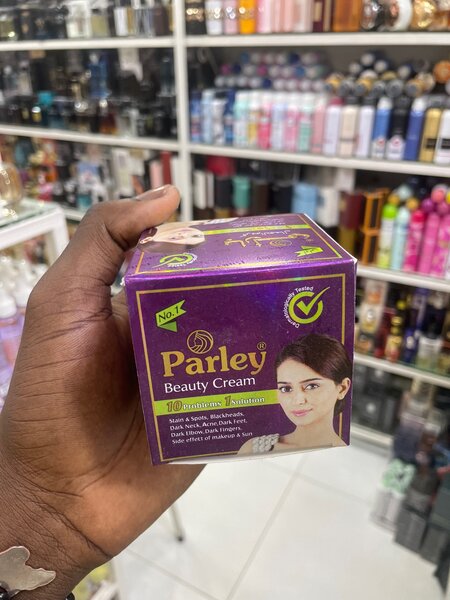 No.1
Dermatologically Tested
Parley®
Beauty Cream
10 Problems 1 Solution
Stain & Spots, Blackheads,
Dark Neck, Acne,Dark Feet,
Dark Elbow,Dark Fingers,
Side effect of makeup & Sun